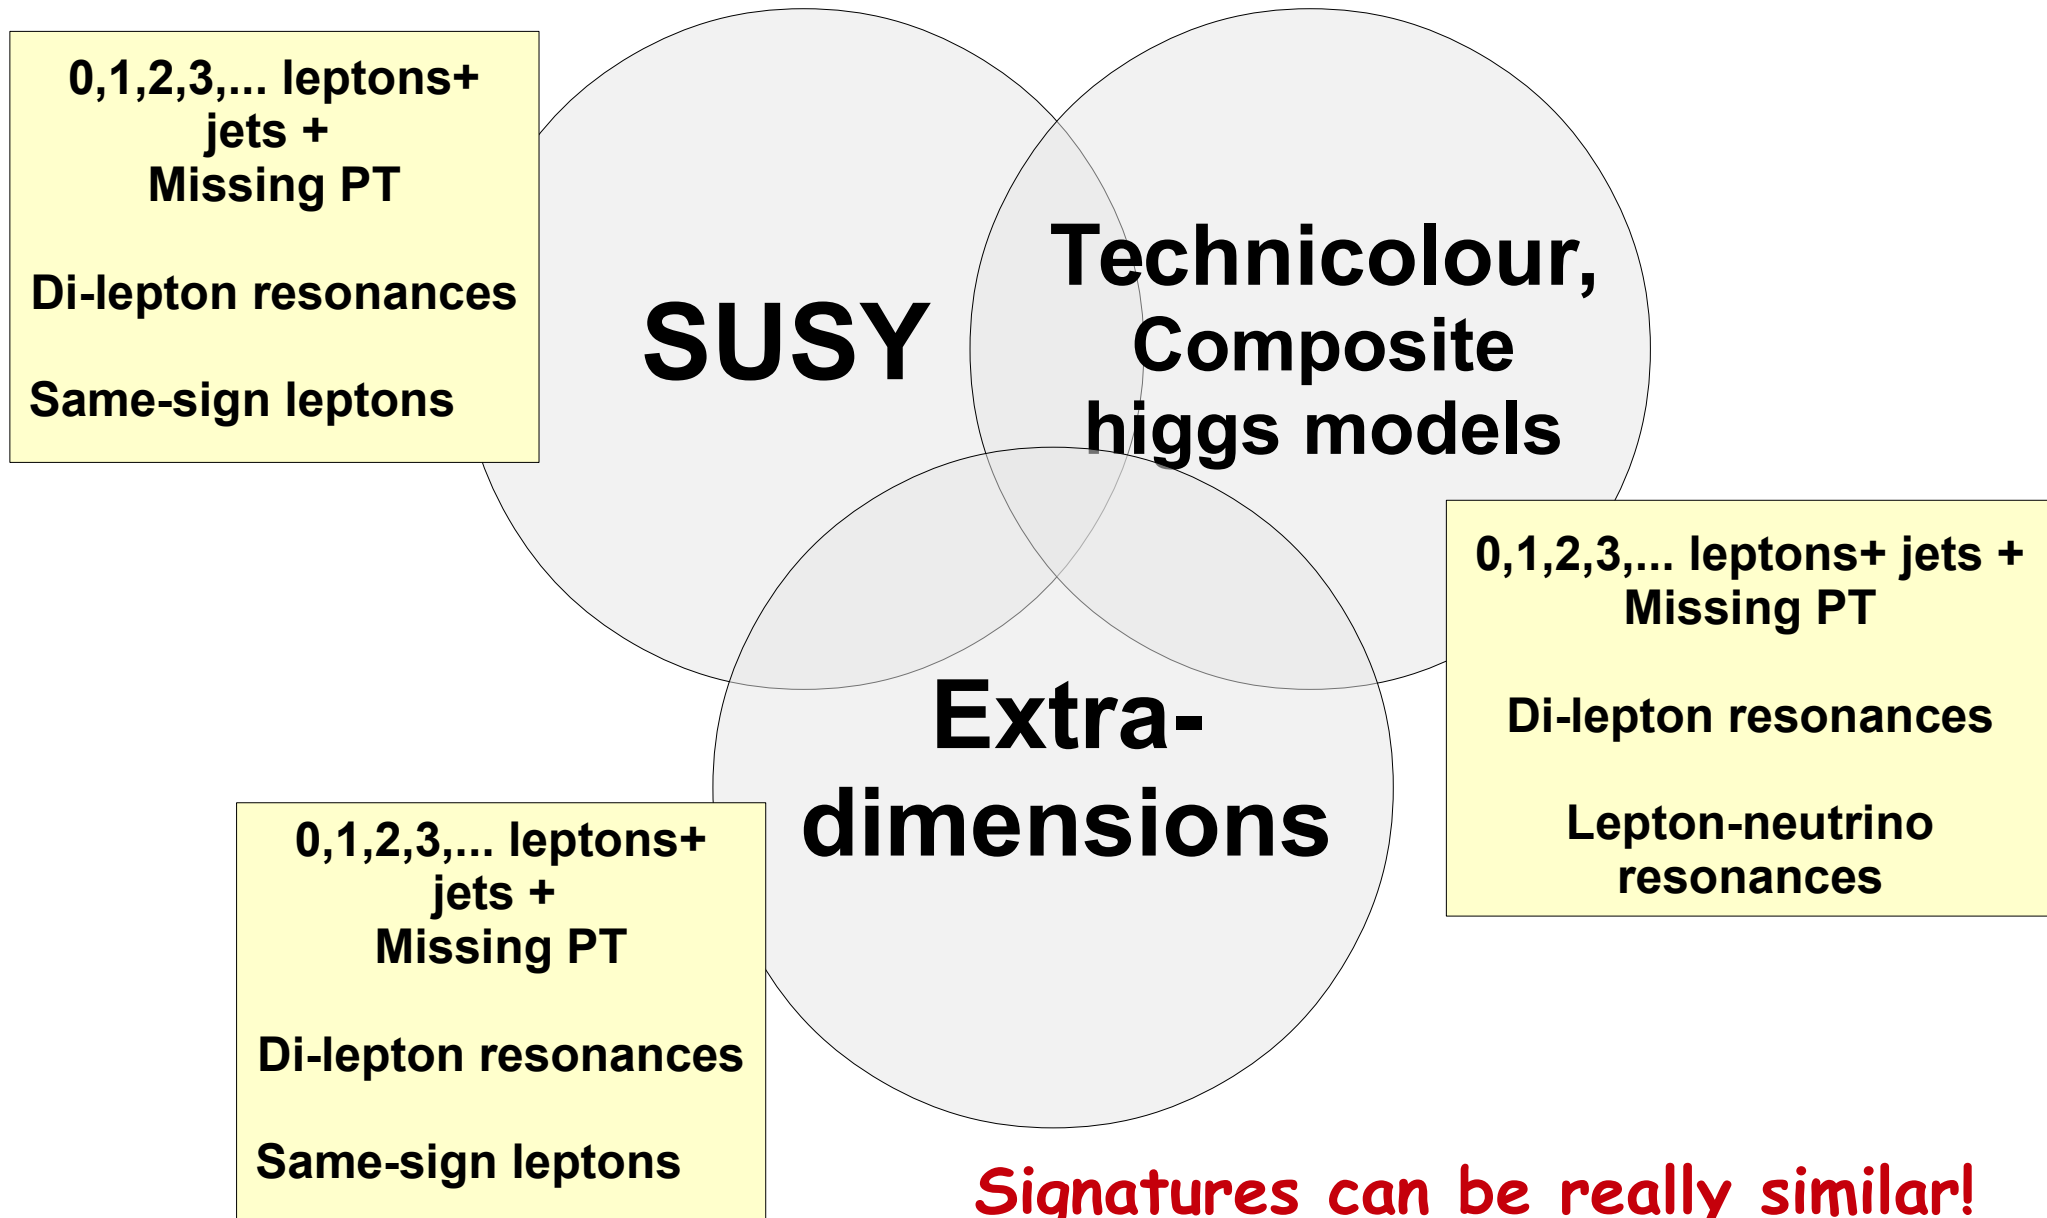 0,1,2,3,... leptons+
jets +
Missing PT
Di-lepton resonances
Same-sign leptons
SUSY
Technicolour,
Composite
higgs models
0,1,2,3,... leptons+ jets +
Missing PT
Di-lepton resonances
Lepton-neutrino
resonances
Extra-
dimensions
0,1,2,3,... leptons+
jets +
Missing PT
Di-lepton resonances
Same-sign leptons
Signatures can be really similar!